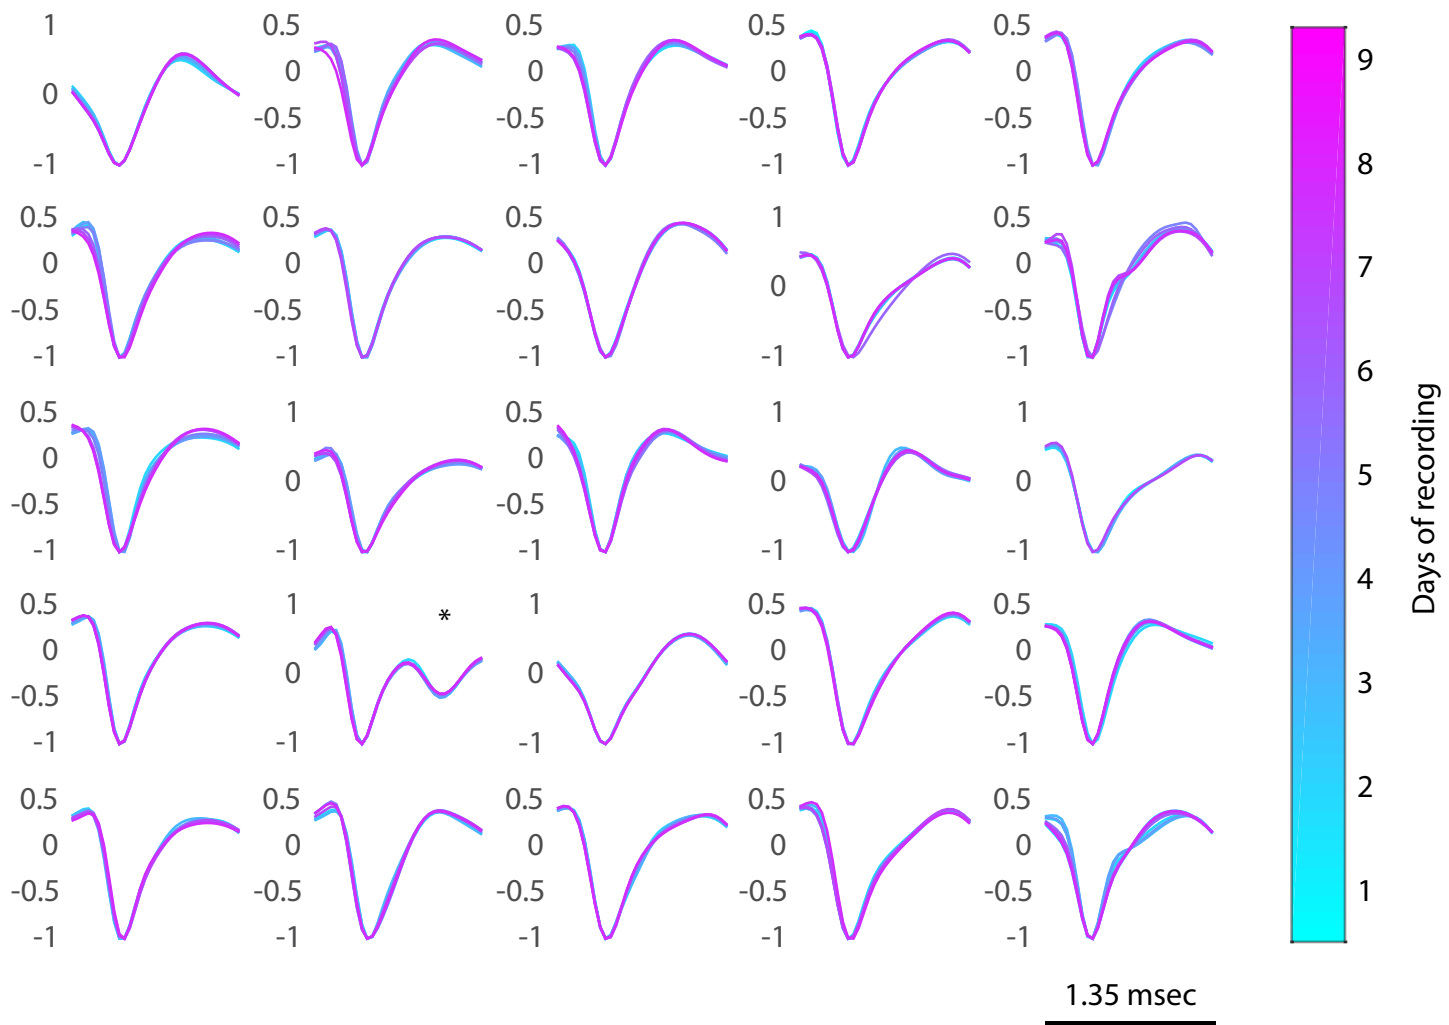 1 0.5 0.5 0.5 0.5
0 0 0 0
0 -0.5 -0.5 -0.5 -0.5
-1 -1 -1 -1 -1
0.5 0.5 0.5 1 0.5
0 0 0 0 0
-0.5 -0.5 -0.5 -0.5
-1 -1 -1 -1 -1
0.5 1 0.5 1 1
0 0 0 0 0
-0.5 -0.5
-1 -1 -1 -1 -1
0.5 1 1 0.5 0.5
*
0 0 0 0 0
-0.5 -0.5 -0.5
-1 -1 -1 -1 -1
0.5 0.5 0.5 0.5 0.5
0 0 0 0 0
-0.5 -0.5 -0.5 -0.5 -0.5
-1 -1 -1 -1 -1
1.35 msec
9
8
7
6
5
4
3
2
1
Days of recording